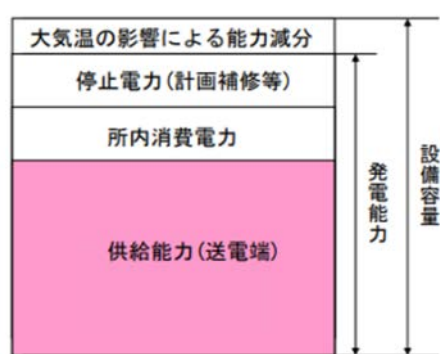 大気温の影響による能力減分
停止電力(計画補修等)
所内消費電力
供給能力(送電端)
発電能力
設備容量